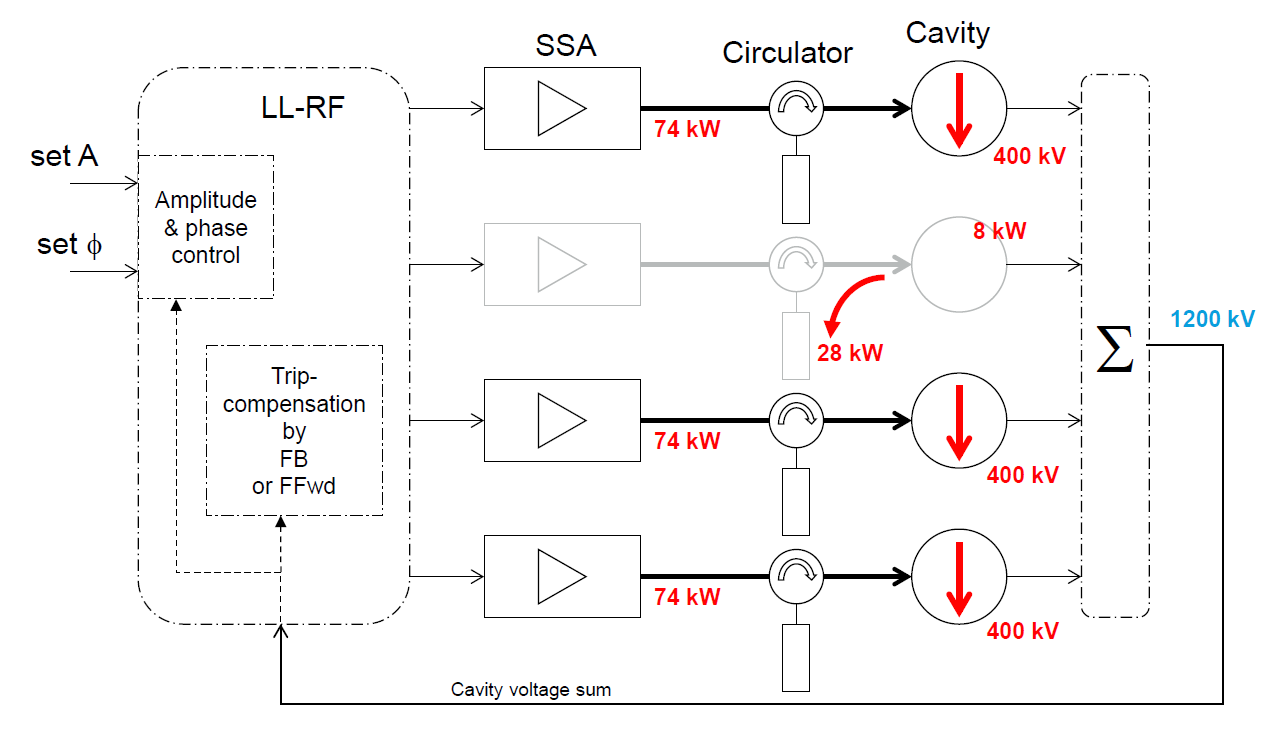 SSA
Circulator
Cavity
LL-RF
74 kW
400 kV
set A
set ϕ
Amplitude
& phase
control
8 kW
28 kW
1200 kV
∑
Trip-
compensation
by
FB
or FFwd
74 kW
400 kV
74 kW
400 kV
Cavity voltage sum